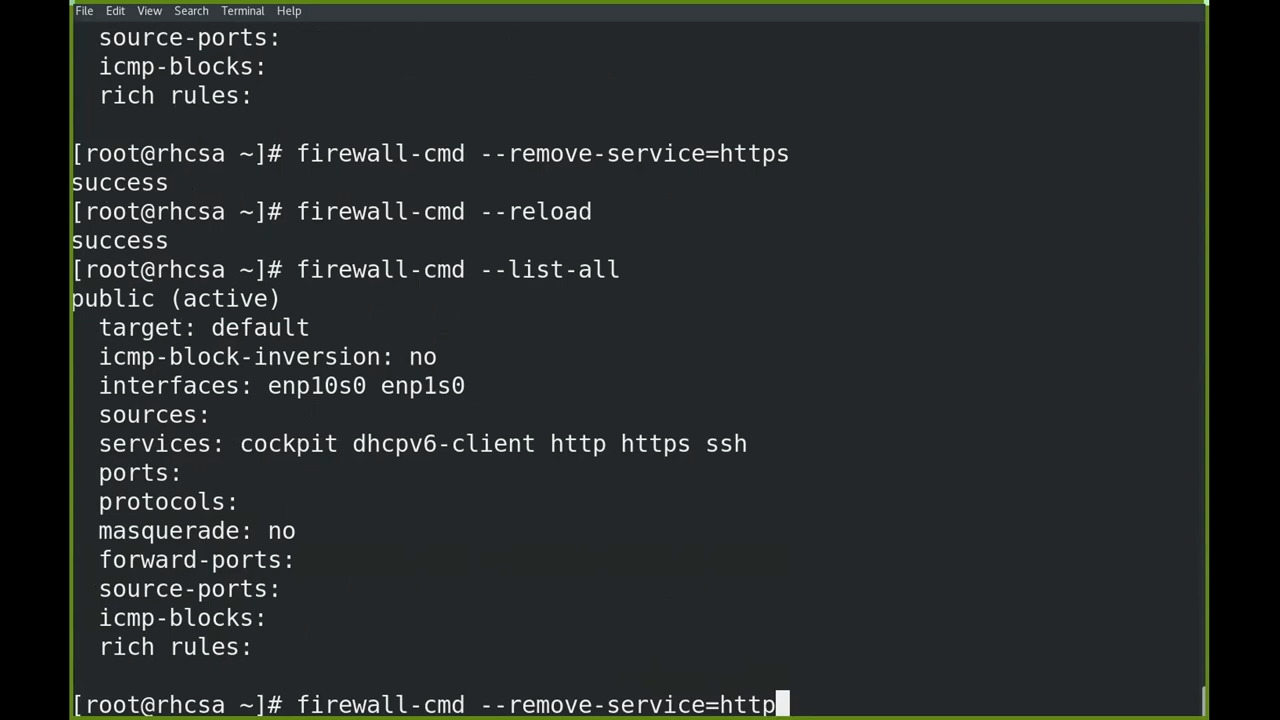 File Edit View Search Terminal Help
source-ports:
icmp-blocks:
rich rules:
[root@rhcsa ~]# firewall-cmd --remove-service=https
success
[root@rhcsa ~]# firewall-cmd --reload
success
[root@rhcsa ~]# firewall-cmd --list-all
public (active)
target: default
icmp-block-inversion: no
interfaces: enp10s0 enp1s0
sources:
services: cockpit dhcpv6-client http https ssh
ports:
protocols:
masquerade: no
forward-ports:
source-ports:
icmp-blocks:
rich rules:
[root@rhcsa ~]# firewall-cmd --remove-service=http